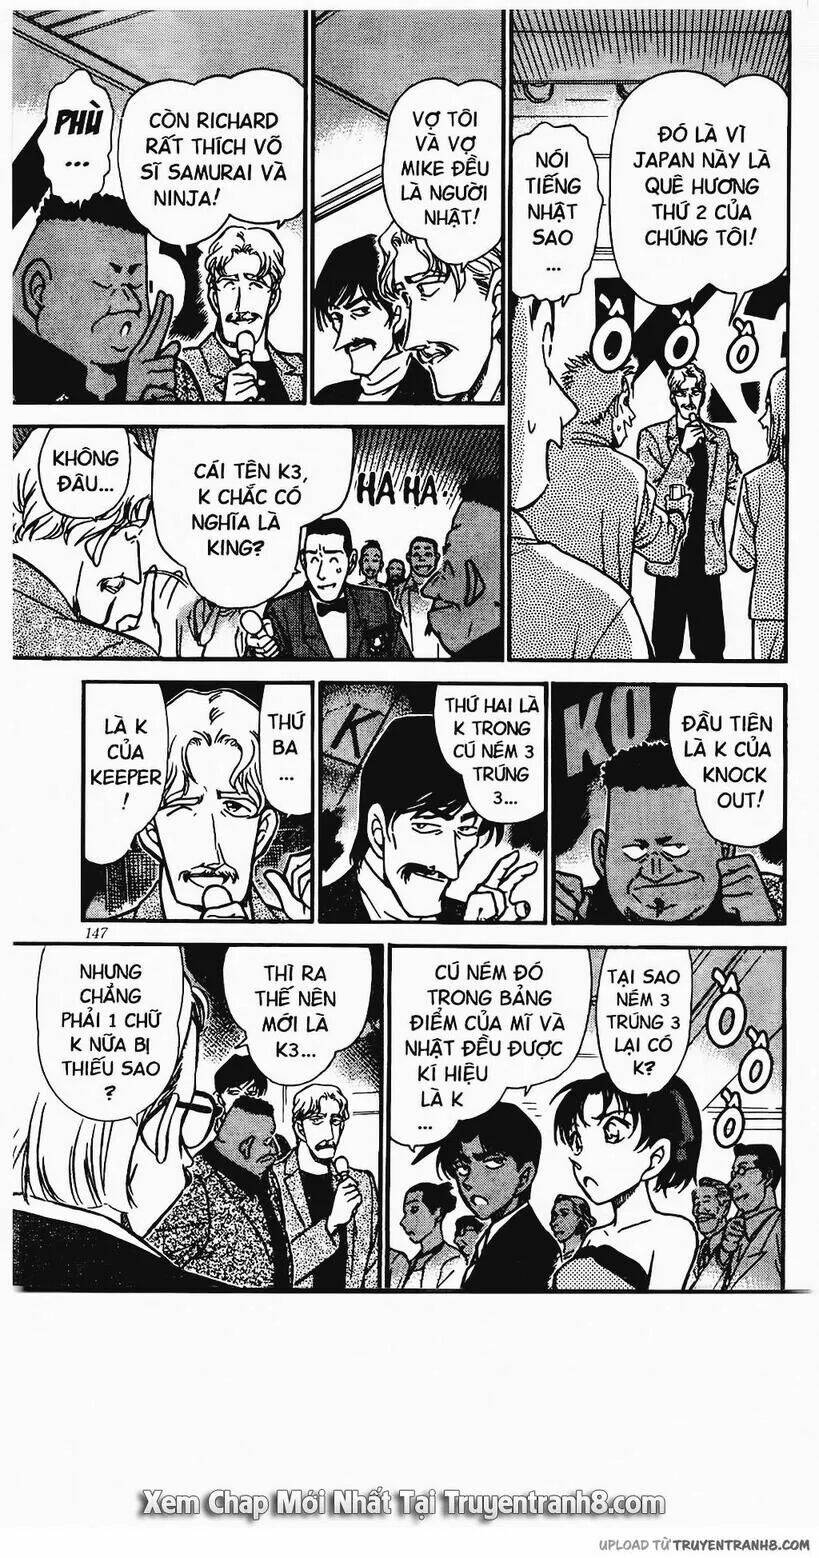 ĐÓ LÀ VÌ
JAPAN NÀY LÀ
QUÊ HƯƠNG
THỨ 2 CỦA
CHÚNG TÔI!
NÓI
TIẾNG
NHẬT
SAO
...
Ồ
Ồ
Ồ
VỢ TÔI
VÀ VỢ
MIKE ĐỀU
LÀ NGƯỜI
NHẬT!
CÒN RICHARD
RẤT THÍCH VÕ
SĨ SAMURAI VÀ
NINJA!
PHÙ
...
HA HA
CÁI TÊN K3,
K CHẮC CÓ
NGHĨA LÀ
KING?
KHÔNG
ĐÂU...
KO
ĐẦU TIÊN
LÀ K CỦA
KNOCK
OUT!
THỨ HAI LÀ
K TRONG
CÚ NÉM 3
TRÚNG
3...
K
THỨ
BA
...
LÀ K
CỦA
KEEPER
!
147
Ồ
Ồ
Ồ
TẠI SAO
NÉM 3
TRÚNG 3
LẠI CÓ
K?
CÚ NÉM ĐÓ
TRONG BẢNG
ĐIỂM CỦA MĨ VÀ
NHẬT ĐỀU ĐƯỢC
KÍ HIỆU
LÀ K
...
THÌ RA
THẾ NÊN
MỚI LÀ
K3...
NHƯNG
CHẲNG
PHẢI 1 CHỮ
K NỮA BỊ
THIẾU SAO
?
Xem Chap Mới Nhất Tại Truyentranh8.com
UPLOAD TỪ TRUYENTRANH8.COM